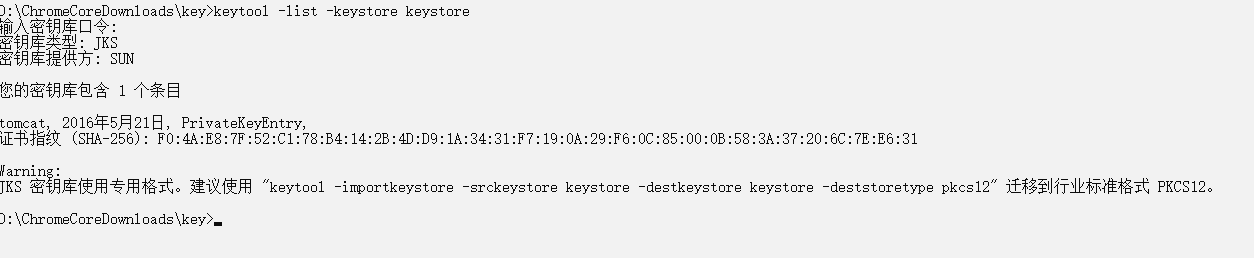 D:\ChromeCoreDownloads\key>keytool -list -keystore keystore
输入密钥库口令:
密钥库类型: JKS
密钥库提供方: SUN
您的密钥库包含 1 个条目
tomcat, 2016年5月21日, PrivateKeyEntry,
证书指纹 (SHA-256): F0:4A:E8:7F:52:C1:78:B4:14:2B:4D:D9:1A:34:31:F7:19:0A:29:F6:0C:85:00:0B:58:3A:37:20:6C:7E:E6:31
Warning:
JKS 密钥库使用专用格式。建议使用 "keytool -importkeystore -srckeystore keystore -destkeystore keystore -deststoretype pkcs12" 迁移到行业标准格式 PKCS12。
D:\ChromeCoreDownloads\key>